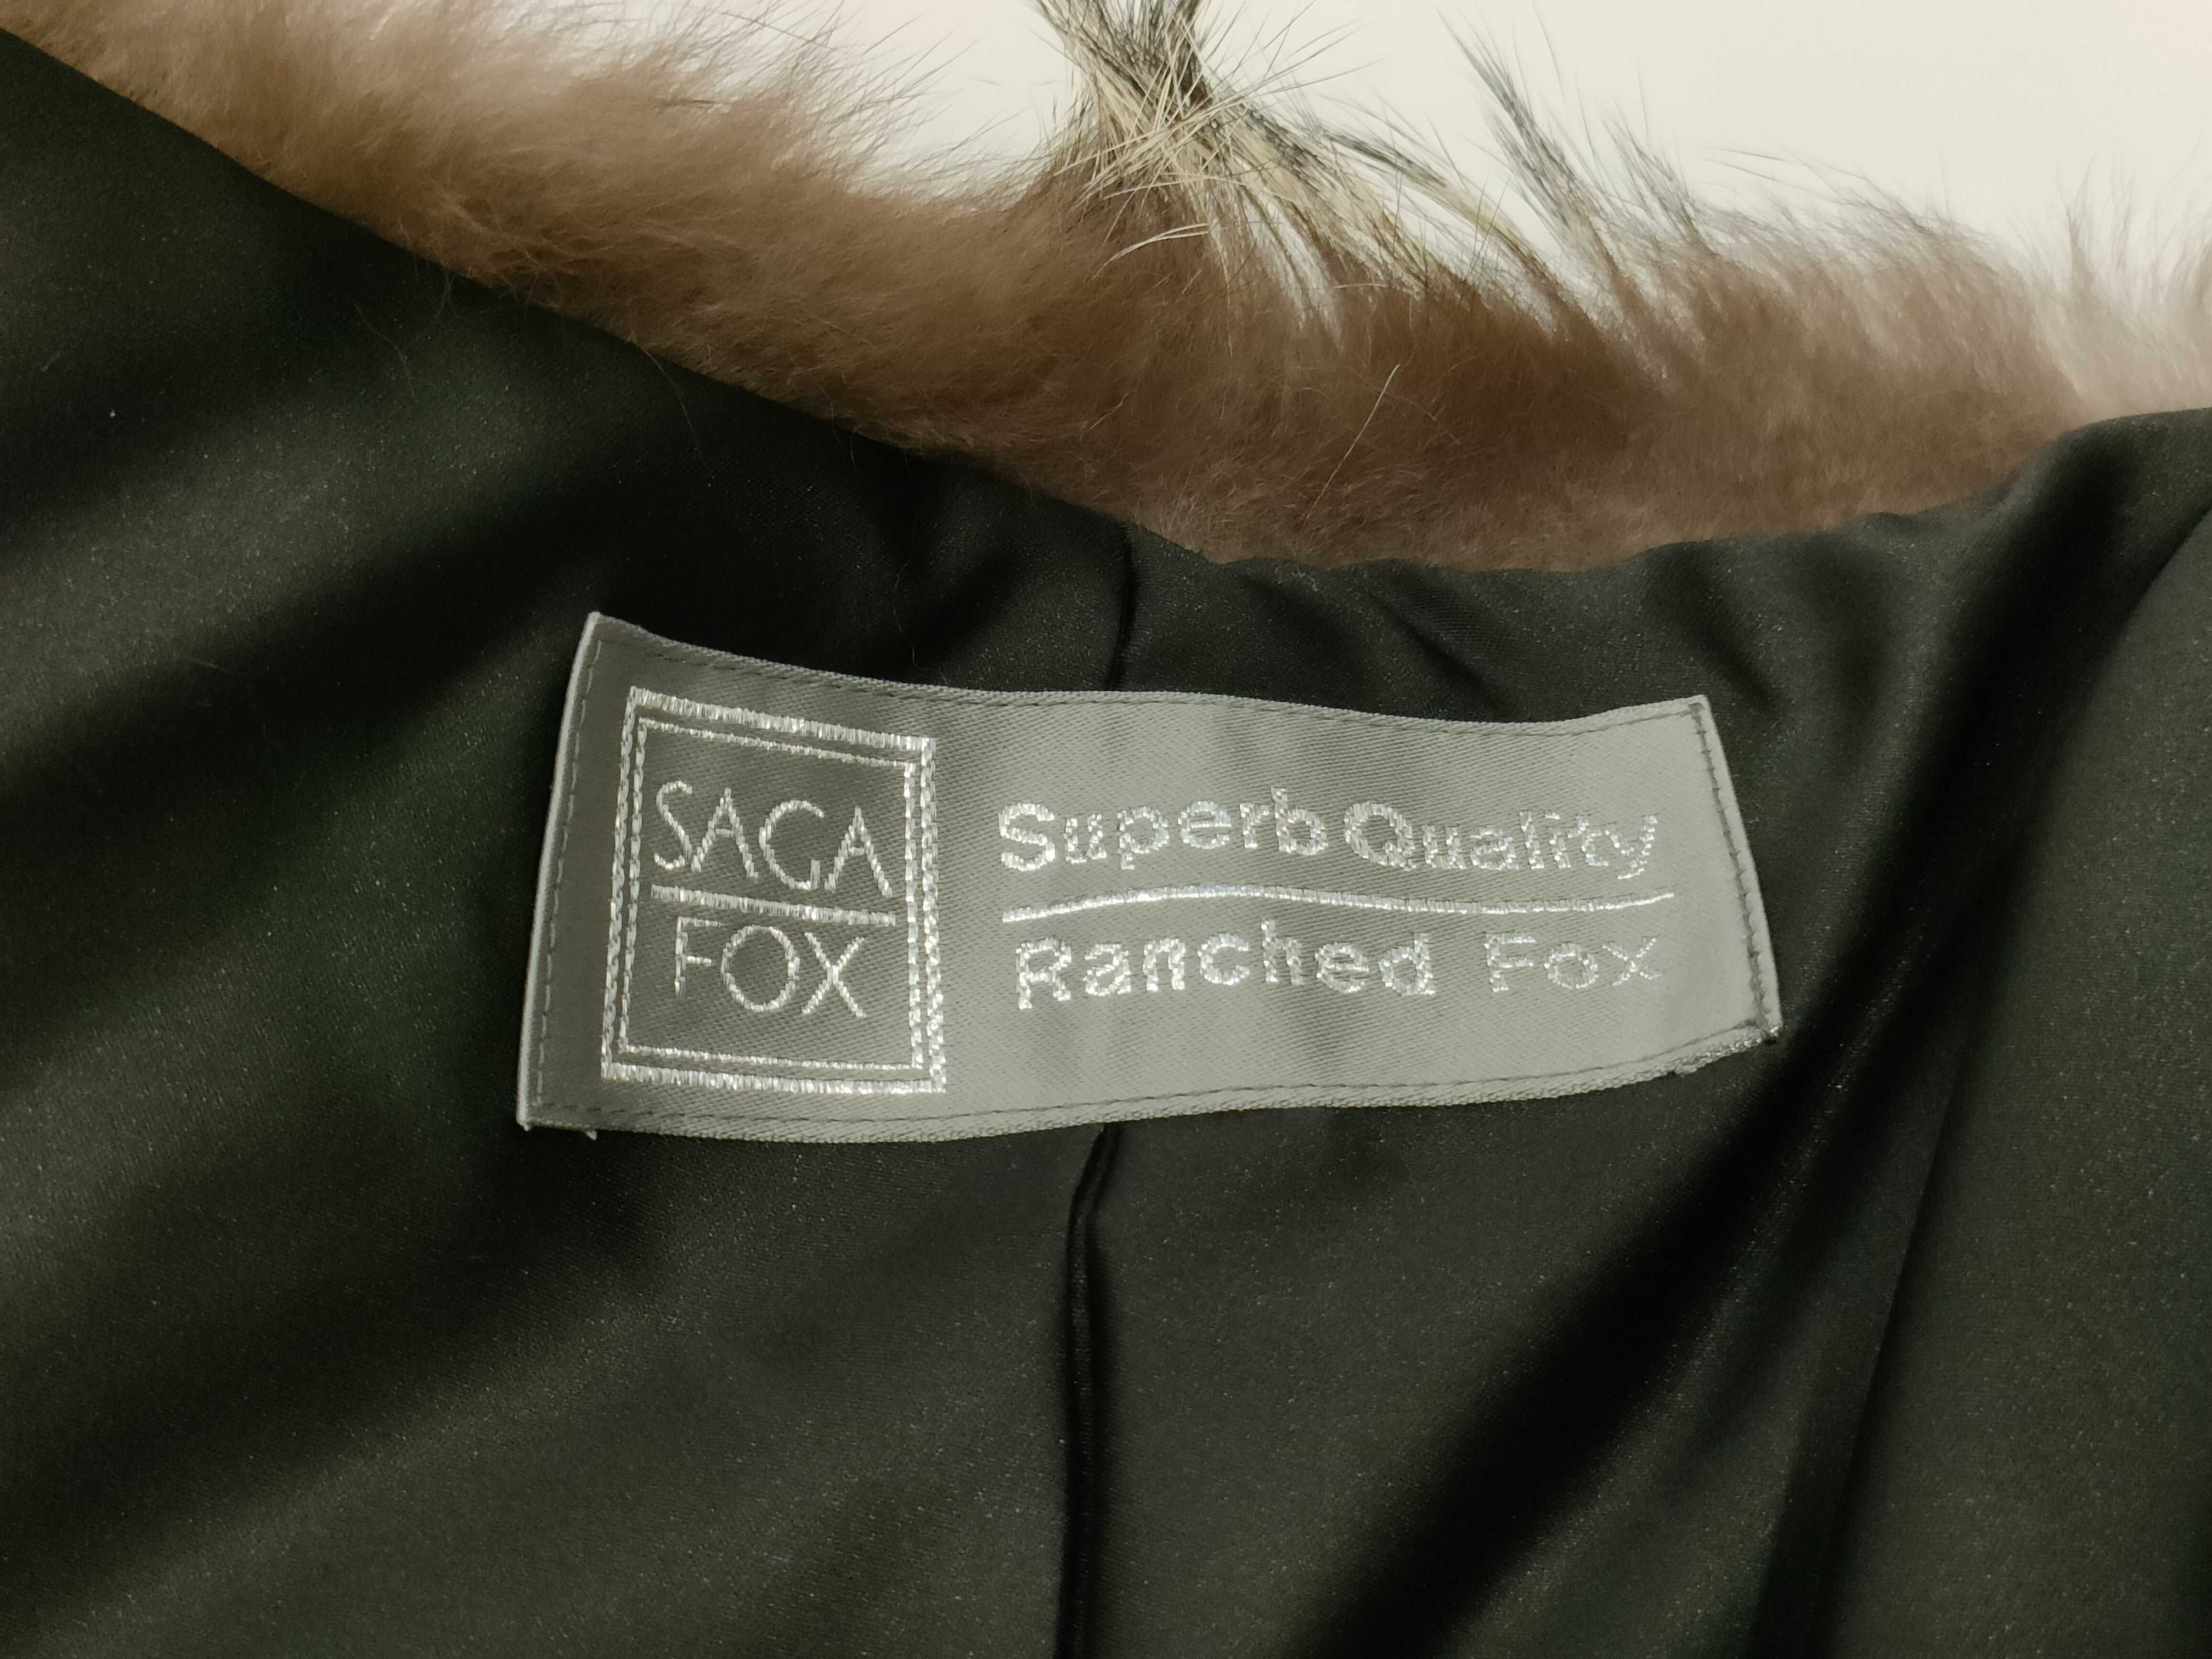 SAGA
FOX
Superb Quality
Ranched Fox